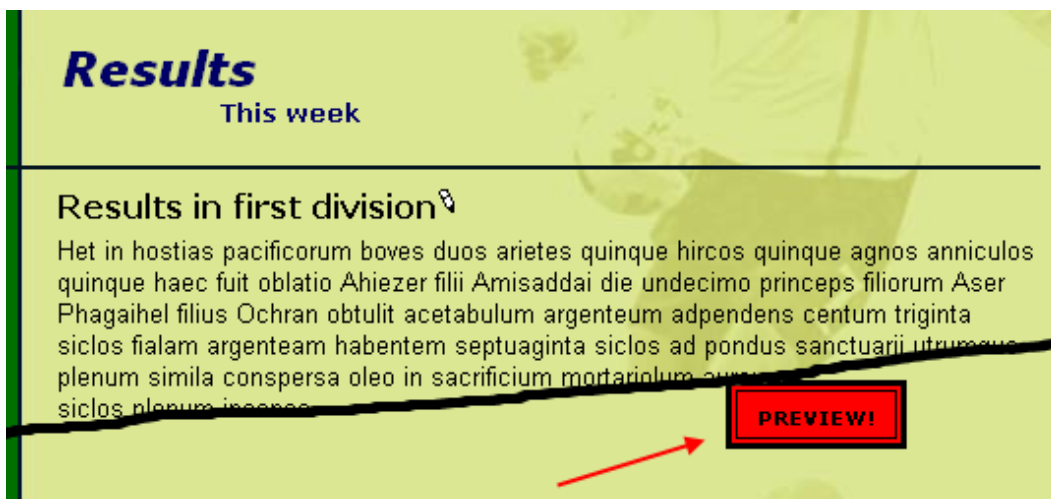 Results
This week
Results in first division
Het in hostias pacificorum boves duos arietes quinque hircos quinque agnos anniculos
quinque haec fuit oblatio Ahiezer filii Amisaddai die undecimo princeps filiorum Aser
Phagaihel filius Ochran obtulit acetabulum argenteum adpendens centum triginta
siclos fialam argenteam habentem septuaginta siclos ad pondus sanctuarii utrumque
plenum simila conspersa oleo in sacrificium mortariolum
siclos plenum
PREVIEW!